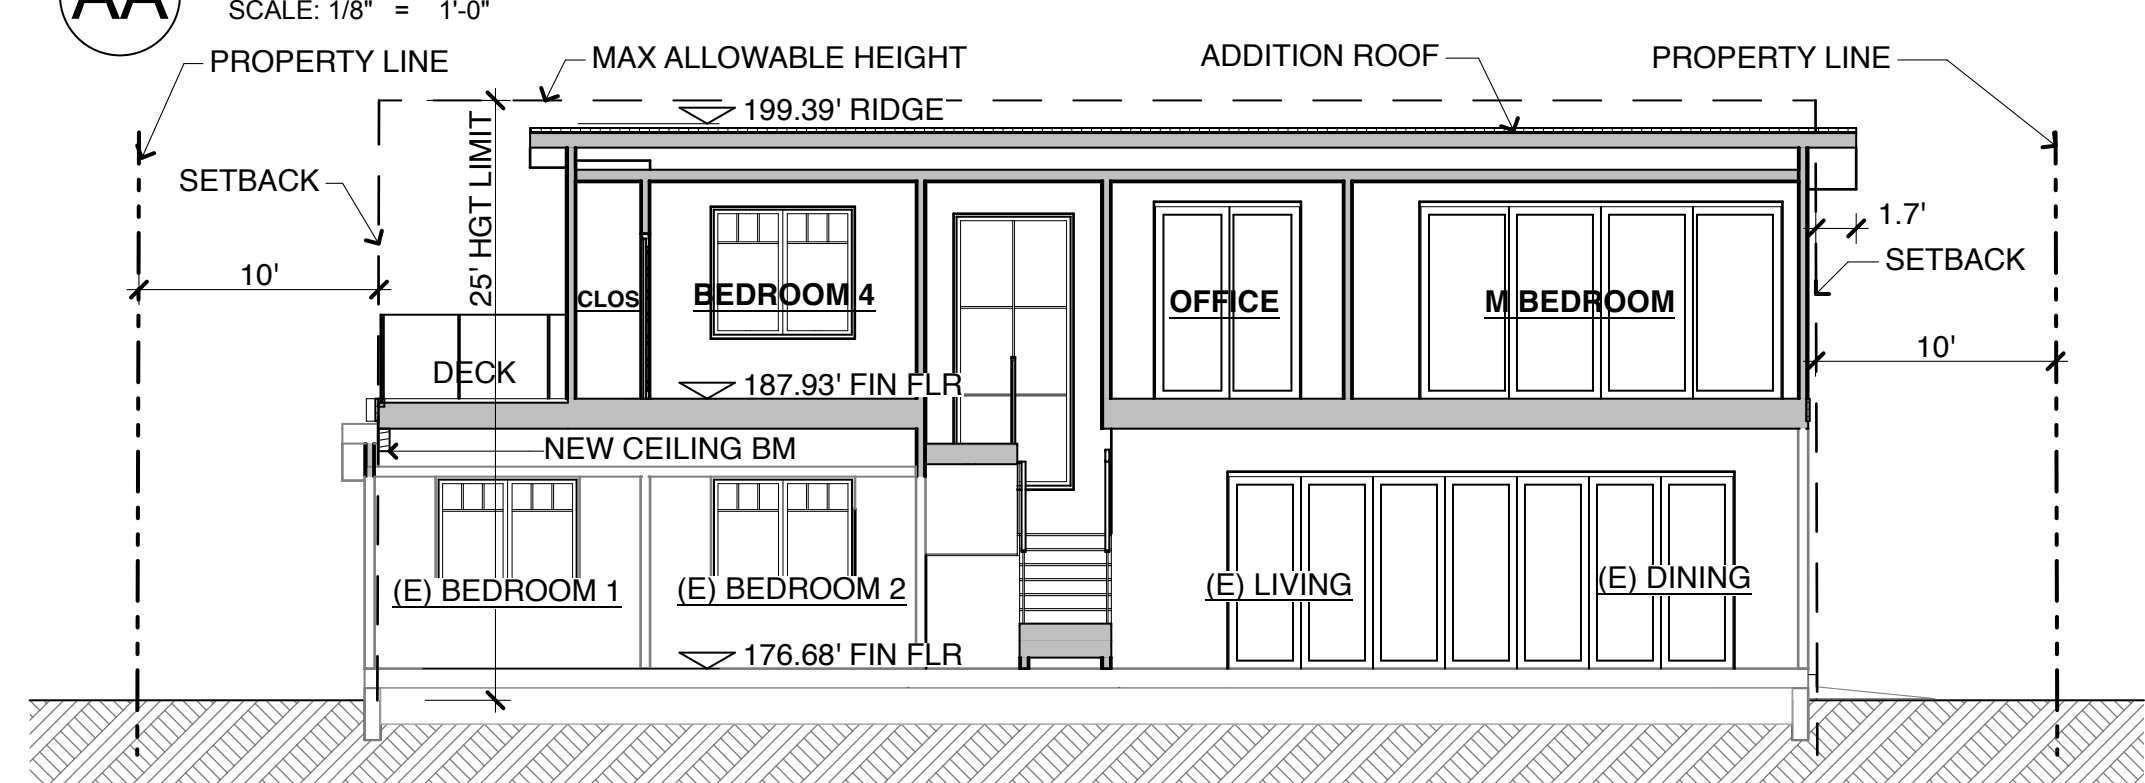 AA
SCALE: 1/8" = 1'-0"
PROPERTY LINE
MAX ALLOWABLE HEIGHT
ADDITION ROOF
PROPERTY LINE
199.39' RIDGE
25' HGT LIMIT
SETBACK
1.7'
SETBACK
10'
CLOS
BEDROOM 4
OFFICE
M BEDROOM
10'
DECK
187.93' FIN FLR
NEW CEILING BM
(E) BEDROOM 1
(E) BEDROOM 2
(E) LIVING
(E) DINING
176.68' FIN FLR